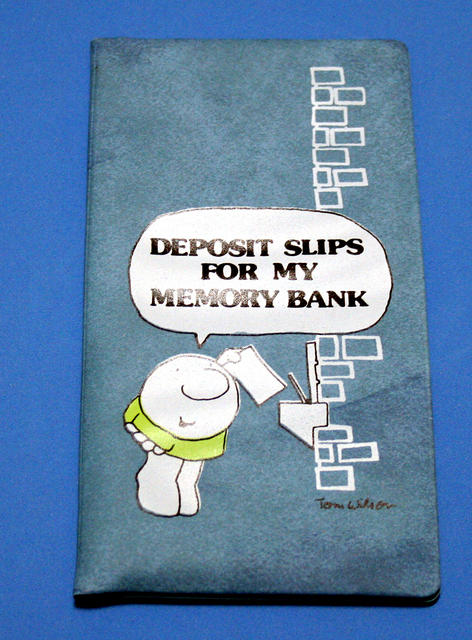 DEPOSIT SLIPS
FOR MY
MEMORY BANK
Tom Wilson